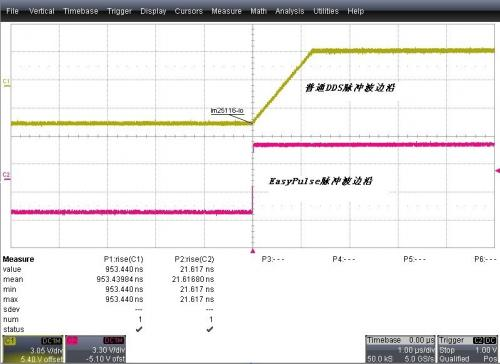 File Vertical Timebase Trigger Display Cursors Measure Math Analysis Utilities Help
C1
普通DDS脉冲波边沿
lm25116-lo
C2
EasyPulse脉冲波边沿
Measure P1:rise(C1) P2:rise(C2) P3:--- P4:--- P5:--- P6:---
value 953.440 ns 21.617 ns
mean 953.43984 ns 21.61680 ns
min 953.440 ns 21.617 ns
max 953.440 ns 21.617 ns
sdev --- ---
num 1 1
status ✓ ✓
C1 DC1M C2 DC1M Timebase 0.00 µs Trigger C2 DC
3.05 V/div 3.30 V/div 1.00 µs/div Stop 1.00 V
5.40 V offset -5.10 V ofst 50.0 kS 5.0 GS/s Qualified Positive